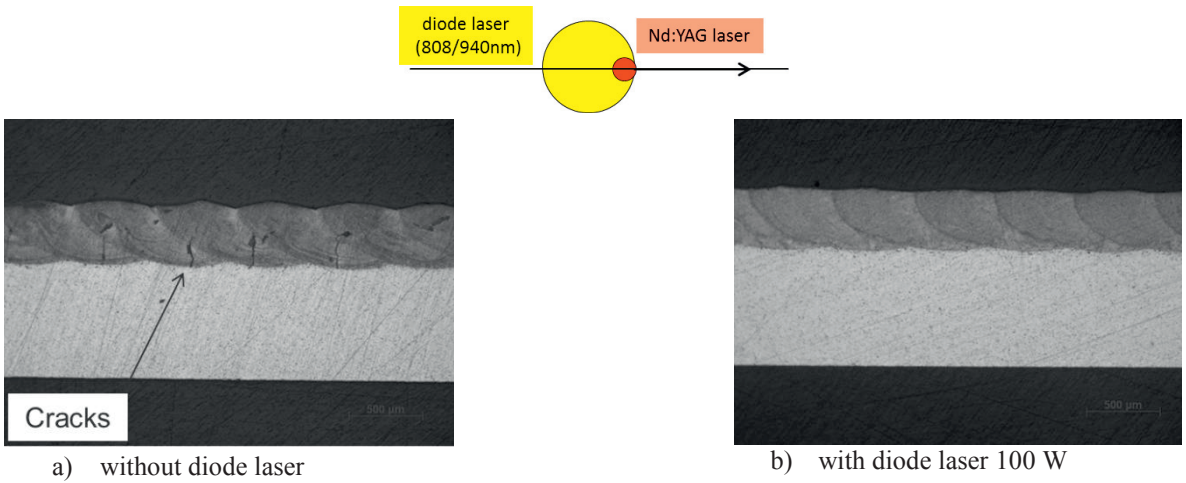 diode laser
(808/940nm)
Nd:YAG laser
Cracks
500 µm
500 µm
a) without diode laser
b) with diode laser 100 W